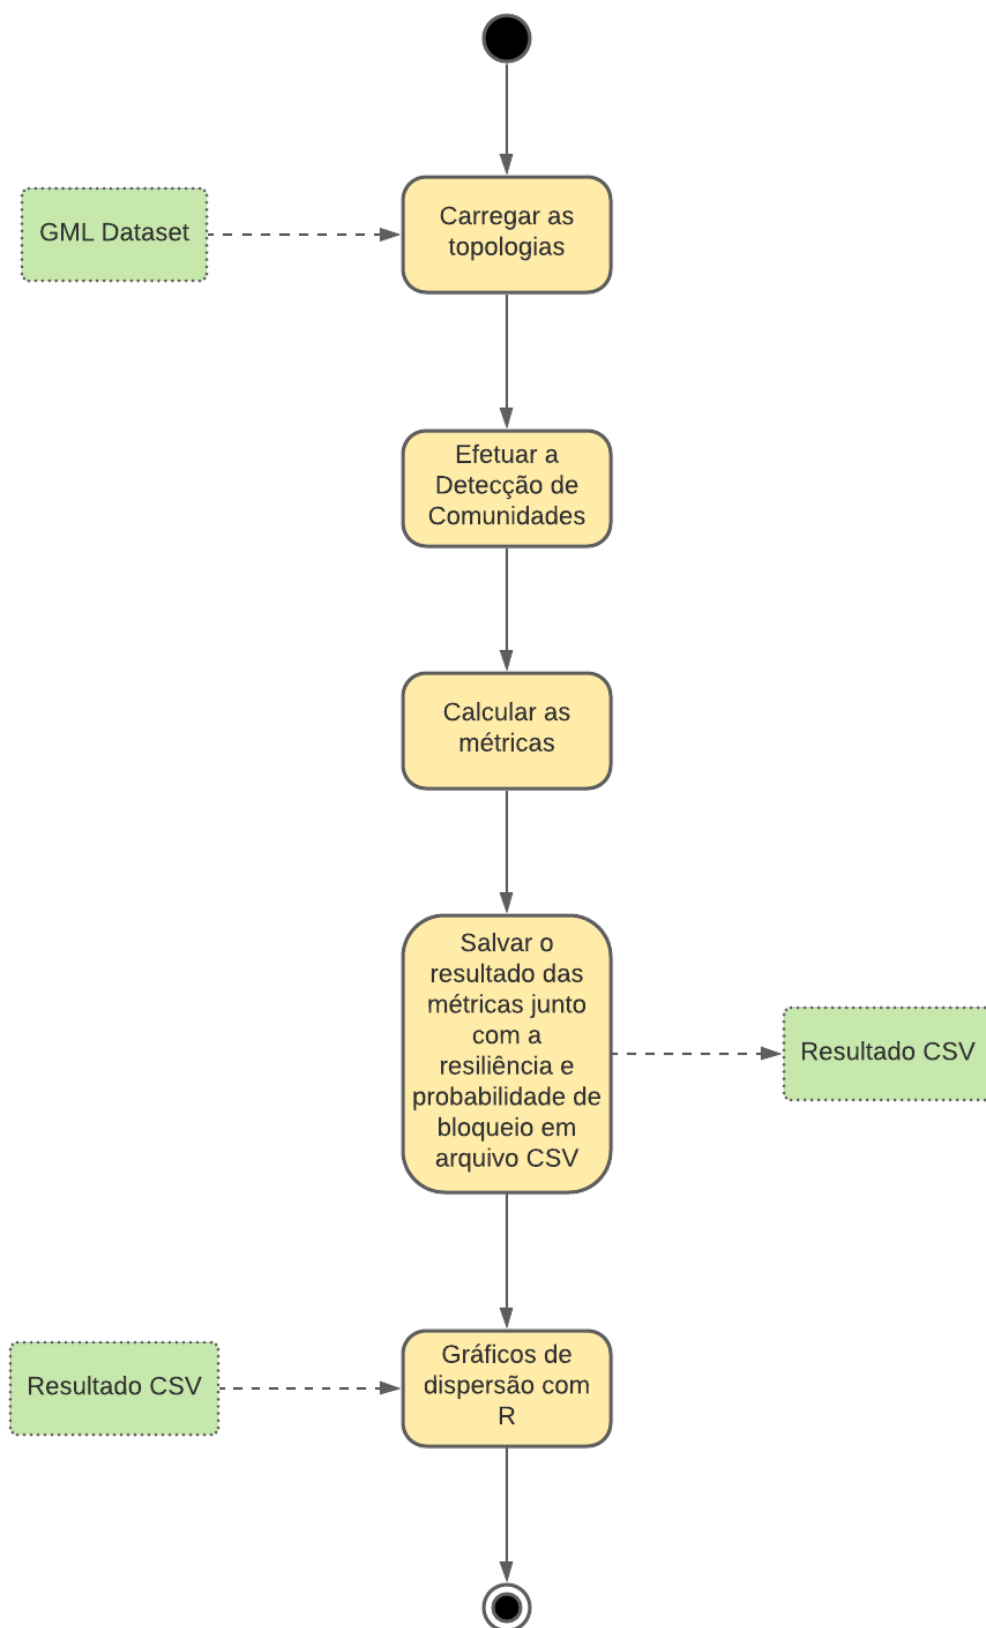 GML Dataset
Carregar as
topologias
Efetuar a
Detecção de
Comunidades
Calcular as
métricas
Salvar o
resultado das
métricas junto
com a
resiliência e
probabilidade de
bloqueio em
arquivo CSV
Resultado CSV
Resultado CSV
Gráficos de
dispersão com
R